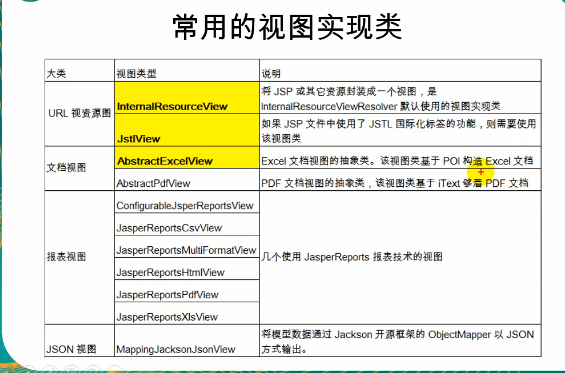 常用的视图实现类
大类 视图类型 说明
URL 视资源图
InternalResourceView
将 JSP 或其它资源封装成一个视图，是
InternalResourceViewResolver 默认使用的视图实现类
JstlView
如果 JSP 文件中使用了 JSTL 国际化标签的功能，则需要使用
该视图类
文档视图
AbstractExcelView
Excel 文档视图的抽象类。该视图类基于 POI 构造 Excel 文档
AbstractPdfView
PDF 文档视图的抽象类，该视图类基于 iText 够着 PDF 文档
报表视图
ConfigurableJsperReportsView
JasperReportsCsvView
JasperReportsMultiFormatView
JasperReportsHtmlView
JasperReportsPdfView
JasperReportsXlsView
几个使用 JasperReports 报表技术的视图
JSON 视图
MappingJacksonJsonView
将模型数据通过 Jackson 开源框架的 ObjectMapper 以 JSON
方式输出。